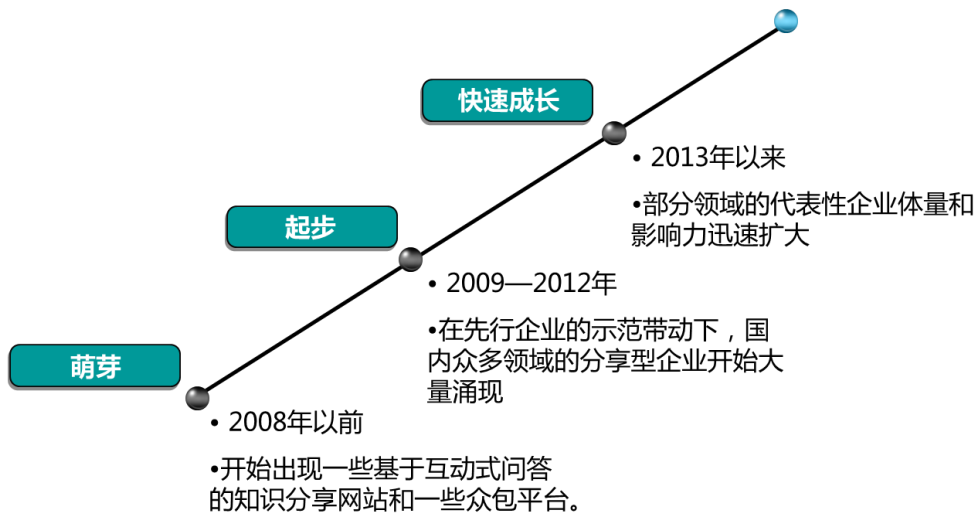 快速成长
• 2013年以来
•部分领域的代表性企业体量和
影响力迅速扩大
起步
• 2009—2012年
•在先行企业的示范带动下，国
内众多领域的分享型企业开始大
量涌现
萌芽
• 2008年以前
•开始出现一些基于互动式问答
的知识分享网站和一些众包平台。